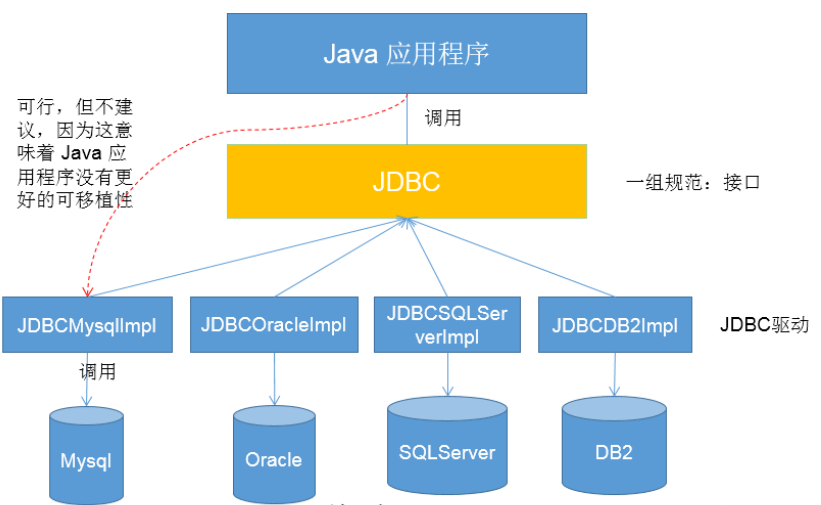 Java 应用程序
可行，但不建
议，因为这意
味着 Java 应
用程序没有更
好的可移植性
调用
JDBC
一组规范：接口
JDBCMysqlImpl
JDBCOracleImpl
JDBCSQLSer
verImpl
JDBCDB2Impl
JDBC驱动
调用
Mysql
Oracle
SQLServer
DB2